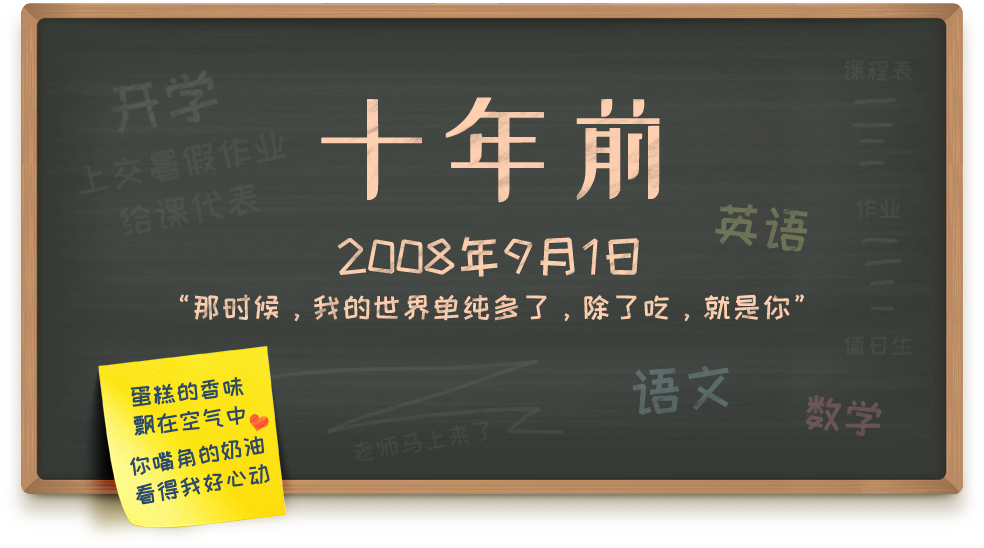 开学
上交暑假作业
给课代表
十年前
2008年9月1日
“那时候，我的世界单纯多了，除了吃，就是你”
课程表
作业
值日生
英语
语文
数学
老师马上来了
蛋糕的香味
飘在空气中
你嘴角的奶油
看得我好心动